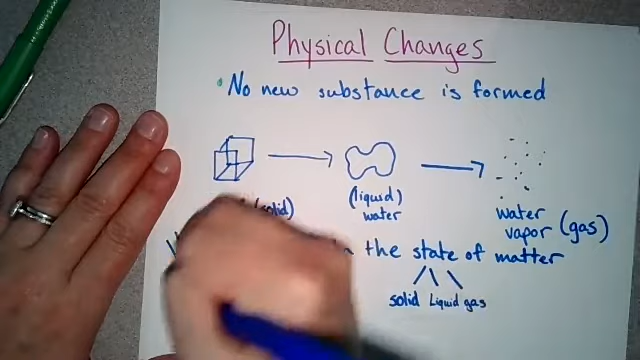 Physical Changes
No new substance is formed
(solid)
(liquid)
water
water
vapor (gas)
the state of matter
solid Liquid gas